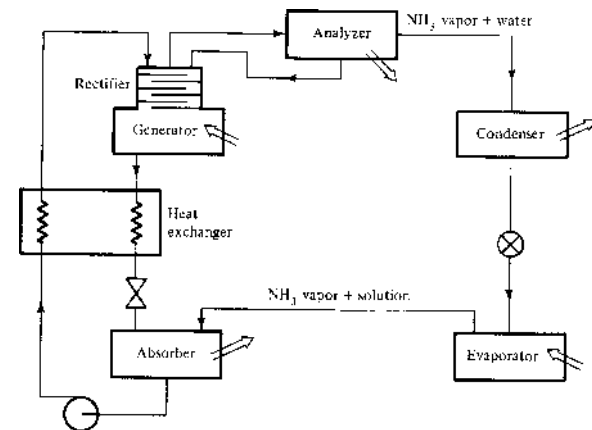 NH3 vapor + water
Analyzer
Rectifier
Generator
Condenser
Heat
exchanger
NH3 vapor + solution
Absorber
Evaporator